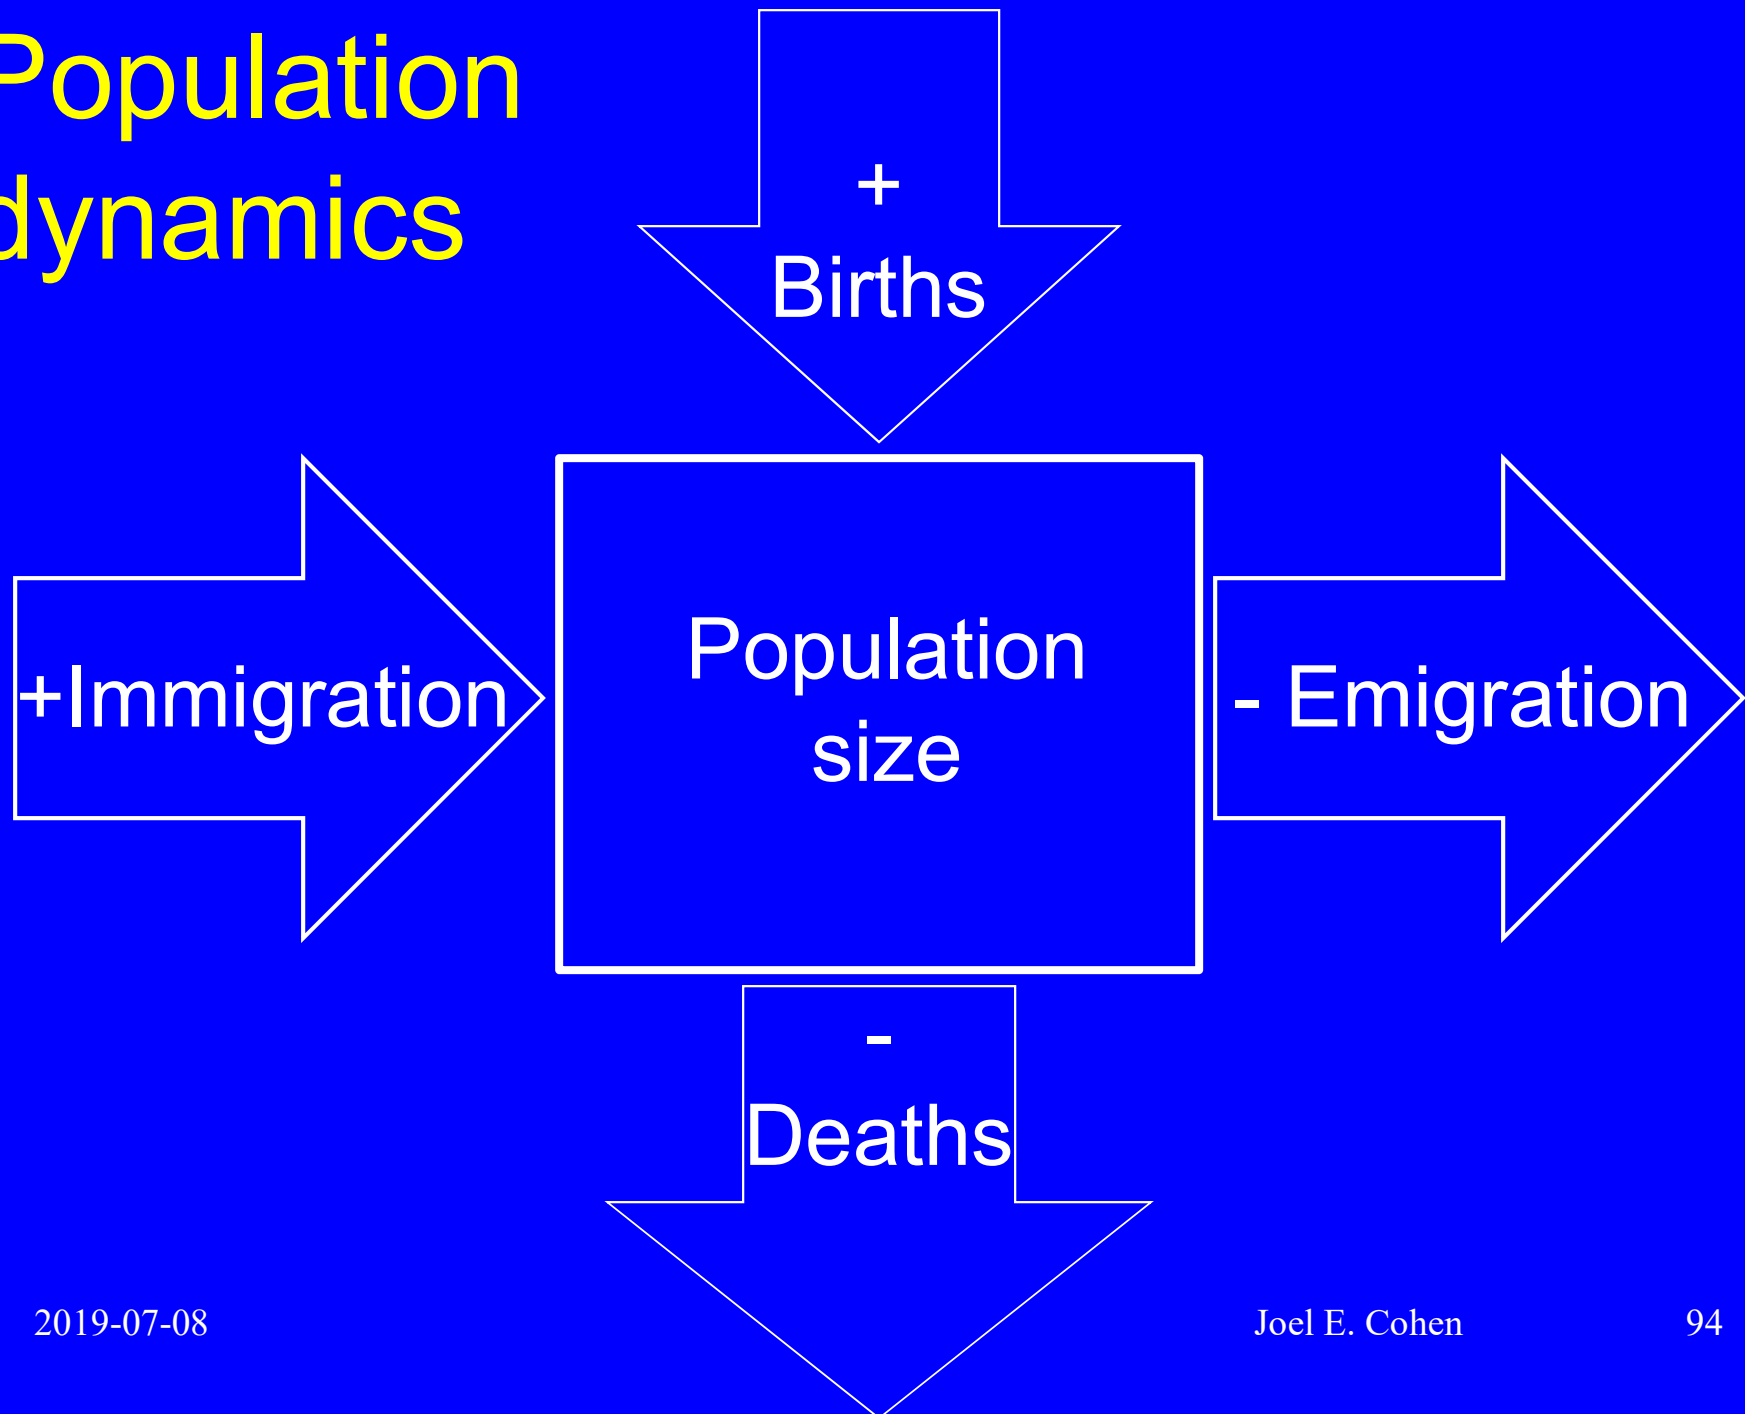 Population
dynamics
+
Births
+Immigration
Population
size
- Emigration
-
Deaths
2019-07-08
Joel E. Cohen
94